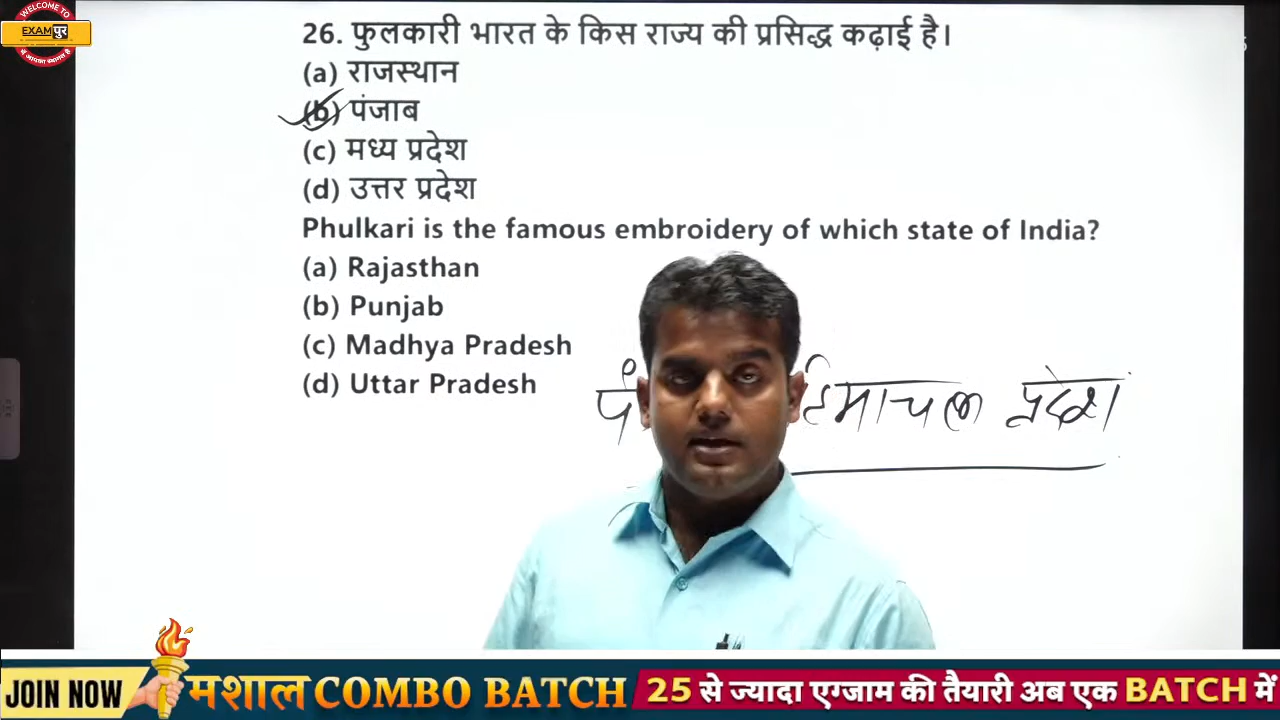 WELCOME TO
EXAMपुर
26. फुलकारी भारत के किस राज्य की प्रसिद्ध कढ़ाई है।
(a) राजस्थान
(b) पंजाब
(c) मध्य प्रदेश
(d) उत्तर प्रदेश
Phulkari is the famous embroidery of which state of India?
(a) Rajasthan
(b) Punjab
(c) Madhya Pradesh
(d) Uttar Pradesh
हिमाचल प्रदेश
JOIN NOW
मशाल COMBO BATCH
25 से ज्यादा एग्जाम की तैयारी अब एक BATCH में